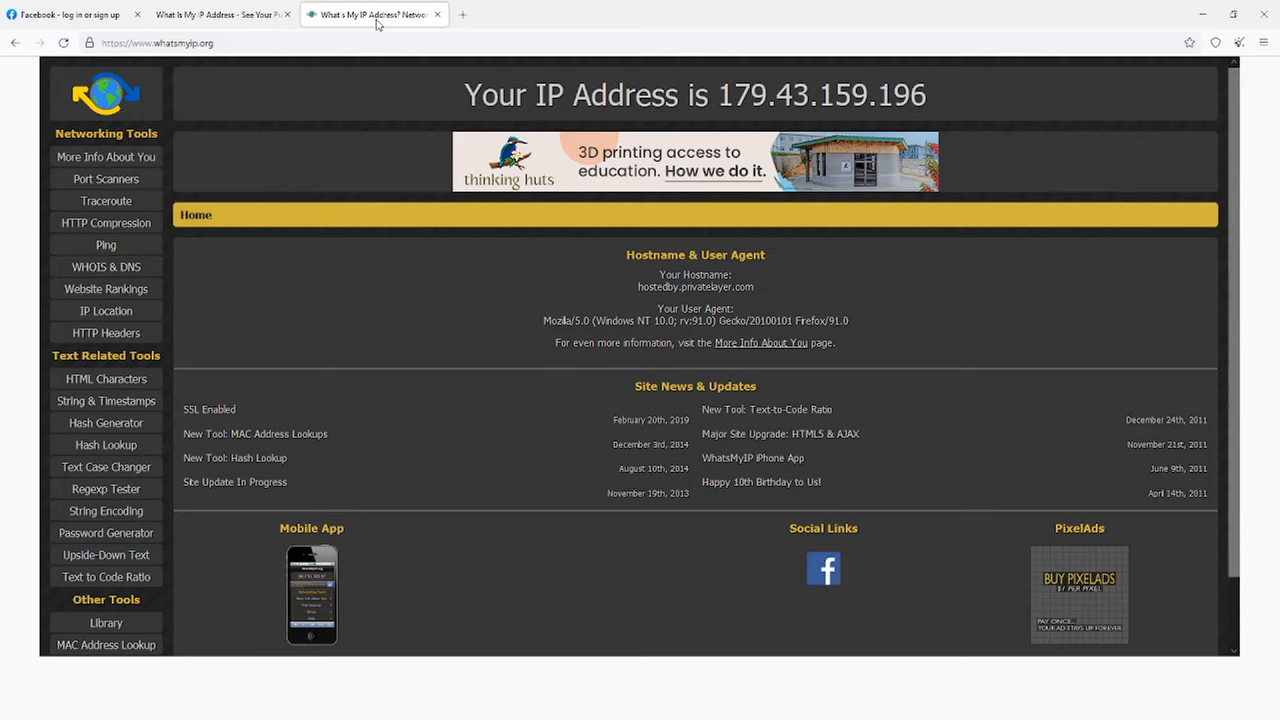 Facebook - log in or sign up
What Is My IP Address - See Your Pu
What's My IP Address? Netwo
https://www.whatsmyip.org
Your IP Address is 179.43.159.196
thinking huts
3D printing access to
education. How we do it.
Networking Tools
More Info About You
Port Scanners
Traceroute
HTTP Compression
Ping
WHOIS & DNS
Website Rankings
IP Location
HTTP Headers
Text Related Tools
HTML Characters
String & Timestamps
Hash Generator
Hash Lookup
Text Case Changer
Regexp Tester
String Encoding
Password Generator
Upside-Down Text
Text to Code Ratio
Other Tools
Library
MAC Address Lookup
Home
Hostname & User Agent
Your Hostname:
hostedby.privatelayer.com
Your User Agent:
Mozilla/5.0 (Windows NT 10.0; rv:91.0) Gecko/20100101 Firefox/91.0
For even more information, visit the More Info About You page.
Site News & Updates
SSL Enabled
February 20th, 2019
New Tool: MAC Address Lookups
December 3rd, 2014
New Tool: Hash Lookup
August 10th, 2014
Site Update In Progress
November 19th, 2013
New Tool: Text-to-Code Ratio
December 24th, 2011
Major Site Upgrade: HTML5 & AJAX
November 21st, 2011
WhatsMyIP iPhone App
June 9th, 2011
Happy 10th Birthday to Us!
April 14th, 2011
Mobile App
Social Links
PixelAds
BUY PIXELADS
$1 PER PIXEL
PAY ONCE...
YOUR AD STAYS UP FOREVER.